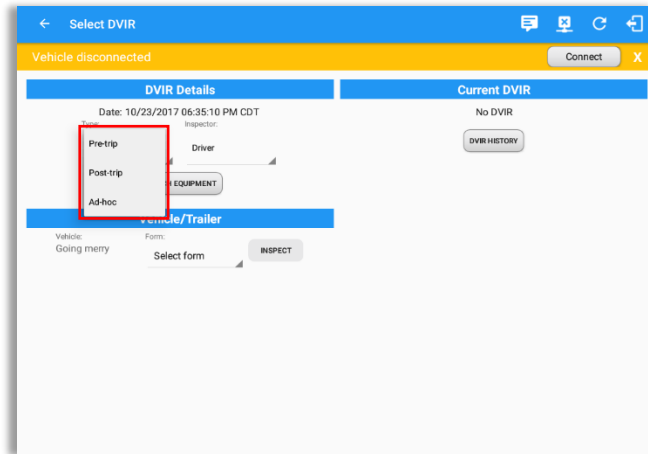 Select DVIR
Vehicle disconnected
Connect
X
DVIR Details
Date: 10/23/2017 06:35:10 PM CDT
Type:
Inspector:
Pre-trip
Post-trip
Ad-hoc
Driver
EQUIPMENT
Vehicle/Trailer
Vehicle:
Going merry
Form:
Select form
INSPECT
Current DVIR
No DVIR
DVIR HISTORY